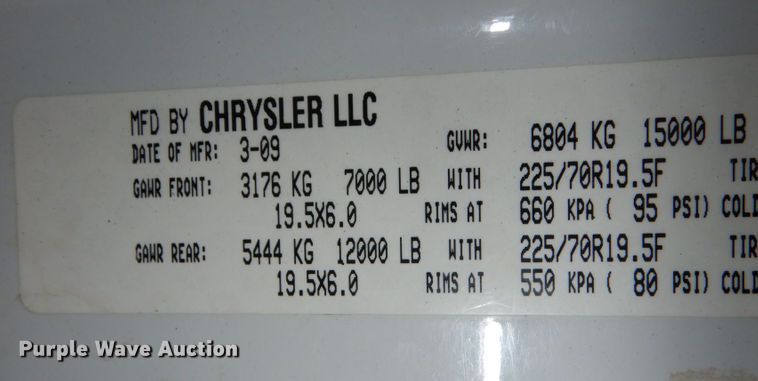 MFD BY CHRYSLER LLC
DATE OF MFR: 3-09 GVWR: 6804 KG 15000 LB
GAWR FRONT: 3176 KG 7000 LB WITH 225/70R19.5F TIR
19.5X6.0 RIMS AT 660 KPA ( 95 PSI) COLD
GAWR REAR: 5444 KG 12000 LB WITH 225/70R19.5F TIR
19.5X6.0 RIMS AT 550 KPA ( 80 PSI) COLD
Purple Wave Auction